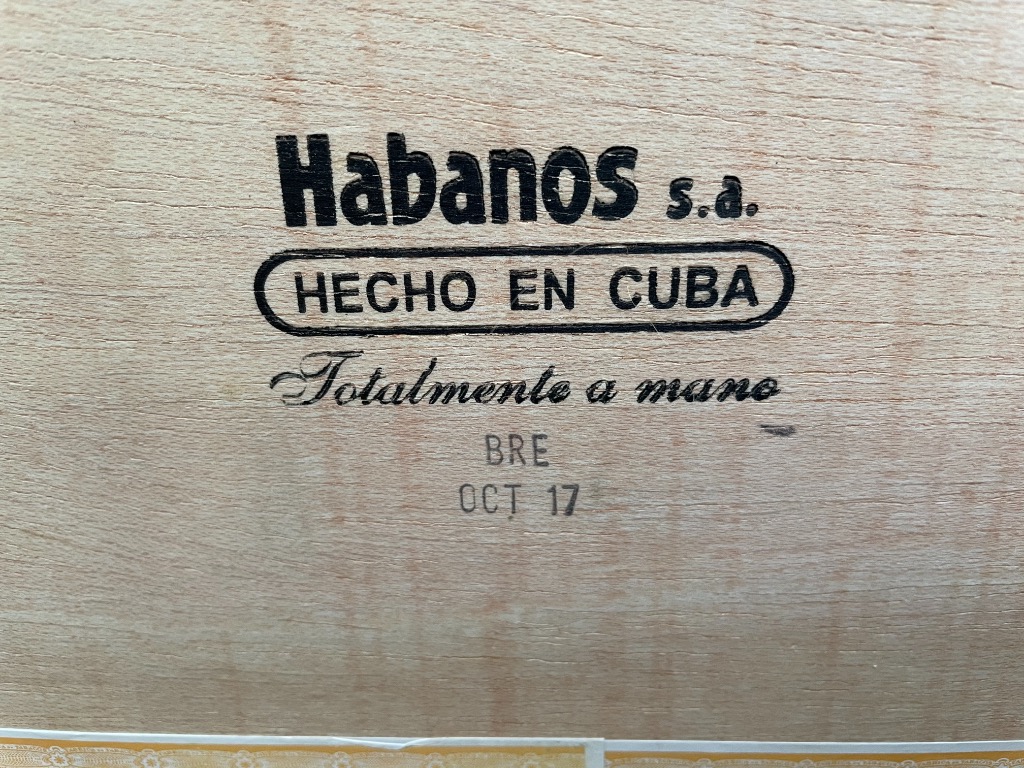 Habanos s.a.
HECHO EN CUBA
Totalmente a mano
BRE
OCT 17